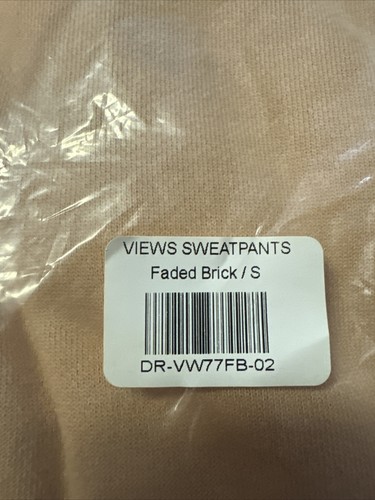 VIEWS SWEATPANTS
Faded Brick / S
DR-VW77FB-02